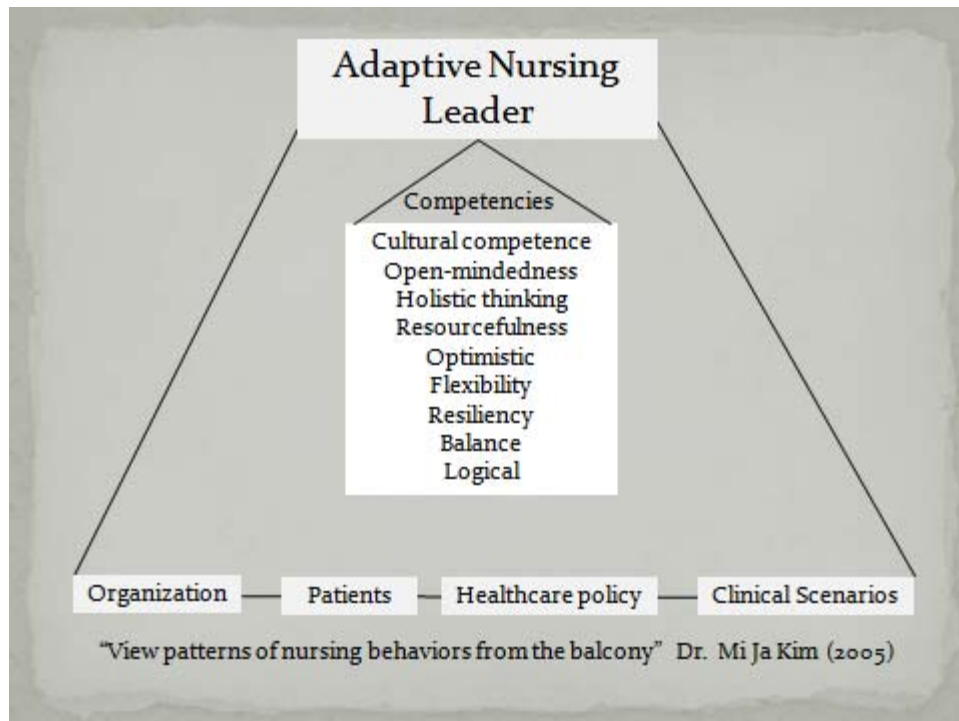 Adaptive Nursing
Leader
Competencies
Cultural competence
Open-mindedness
Holistic thinking
Resourcefulness
Optimistic
Flexibility
Resiliency
Balance
Logical
Organization
Patients
Healthcare policy
Clinical Scenarios
“View patterns of nursing behaviors from the balcony” Dr. Mi Ja Kim (2005)